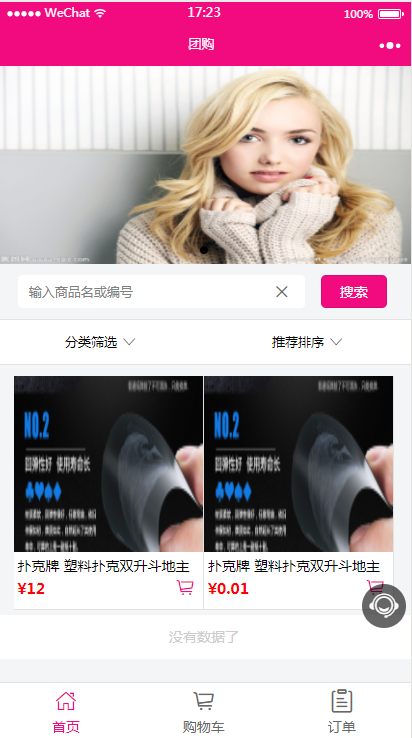 WeChat
17:23
100%
团购
输入商品名或编号
搜索
分类筛选
推荐排序
NO.2
回弹性好 使用寿命长
NO.2
回弹性好 使用寿命长
扑克牌 塑料扑克双升斗地主
扑克牌 塑料扑克双升斗地主
¥12
¥0.01
没有数据了
首页
购物车
订单